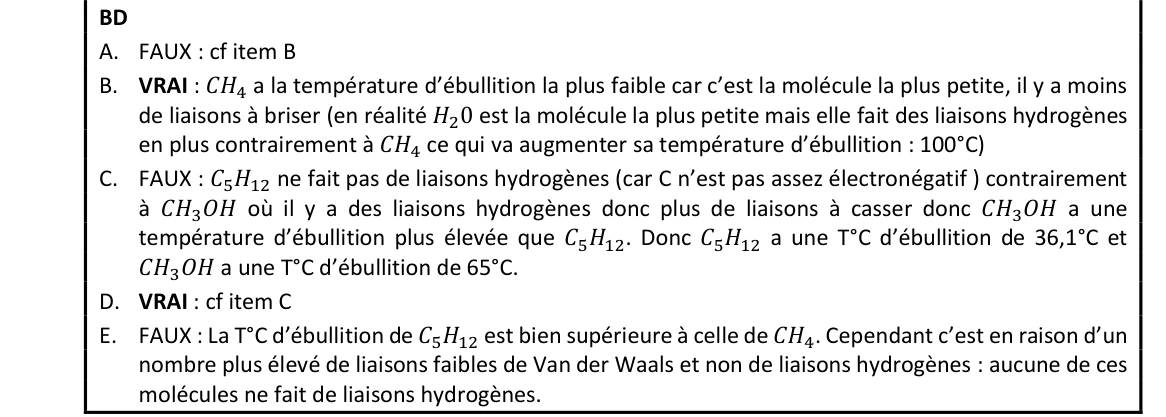 BD
A. FAUX : cf item B
B. VRAI : CH₄ a la température d’ébullition la plus faible car c’est la molécule la plus petite, il y a moins
de liaisons à briser (en réalité H₂0 est la molécule la plus petite mais elle fait des liaisons hydrogènes
en plus contrairement à CH₄ ce qui va augmenter sa température d’ébullition : 100°C)
C. FAUX : C₅H₁₂ ne fait pas de liaisons hydrogènes (car C n’est pas assez électronégatif ) contrairement
à CH₃OH où il y a des liaisons hydrogènes donc plus de liaisons à casser donc CH₃OH a une
température d’ébullition plus élevée que C₅H₁₂. Donc C₅H₁₂ a une T°C d’ébullition de 36,1°C et
CH₃OH a une T°C d’ébullition de 65°C.
D. VRAI : cf item C
E. FAUX : La T°C d’ébullition de C₅H₁₂ est bien supérieure à celle de CH₄. Cependant c’est en raison d’un
nombre plus élevé de liaisons faibles de Van der Waals et non de liaisons hydrogènes : aucune de ces
molécules ne fait de liaisons hydrogènes.